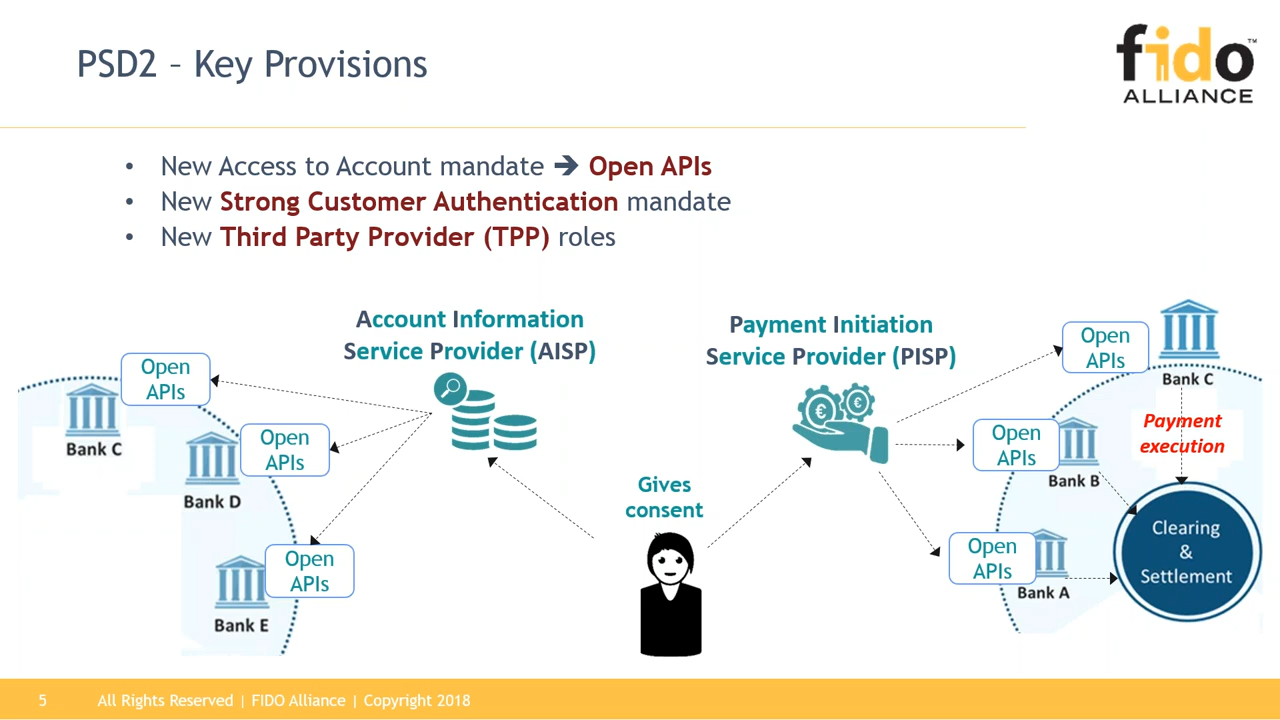 PSD2 – Key Provisions
fido™
ALLIANCE
• New Access to Account mandate ➔ Open APIs
• New Strong Customer Authentication mandate
• New Third Party Provider (TPP) roles
Account Information
Service Provider (AISP)
Payment Initiation
Service Provider (PISP)
Open
APIs
Bank C
Open
APIs
Bank D
Open
APIs
Bank E
Gives
consent
€
€
Open
APIs
Bank C
Payment
execution
Open
APIs
Bank B
Open
APIs
Bank A
Clearing
&
Settlement
5 All Rights Reserved | FIDO Alliance | Copyright 2018